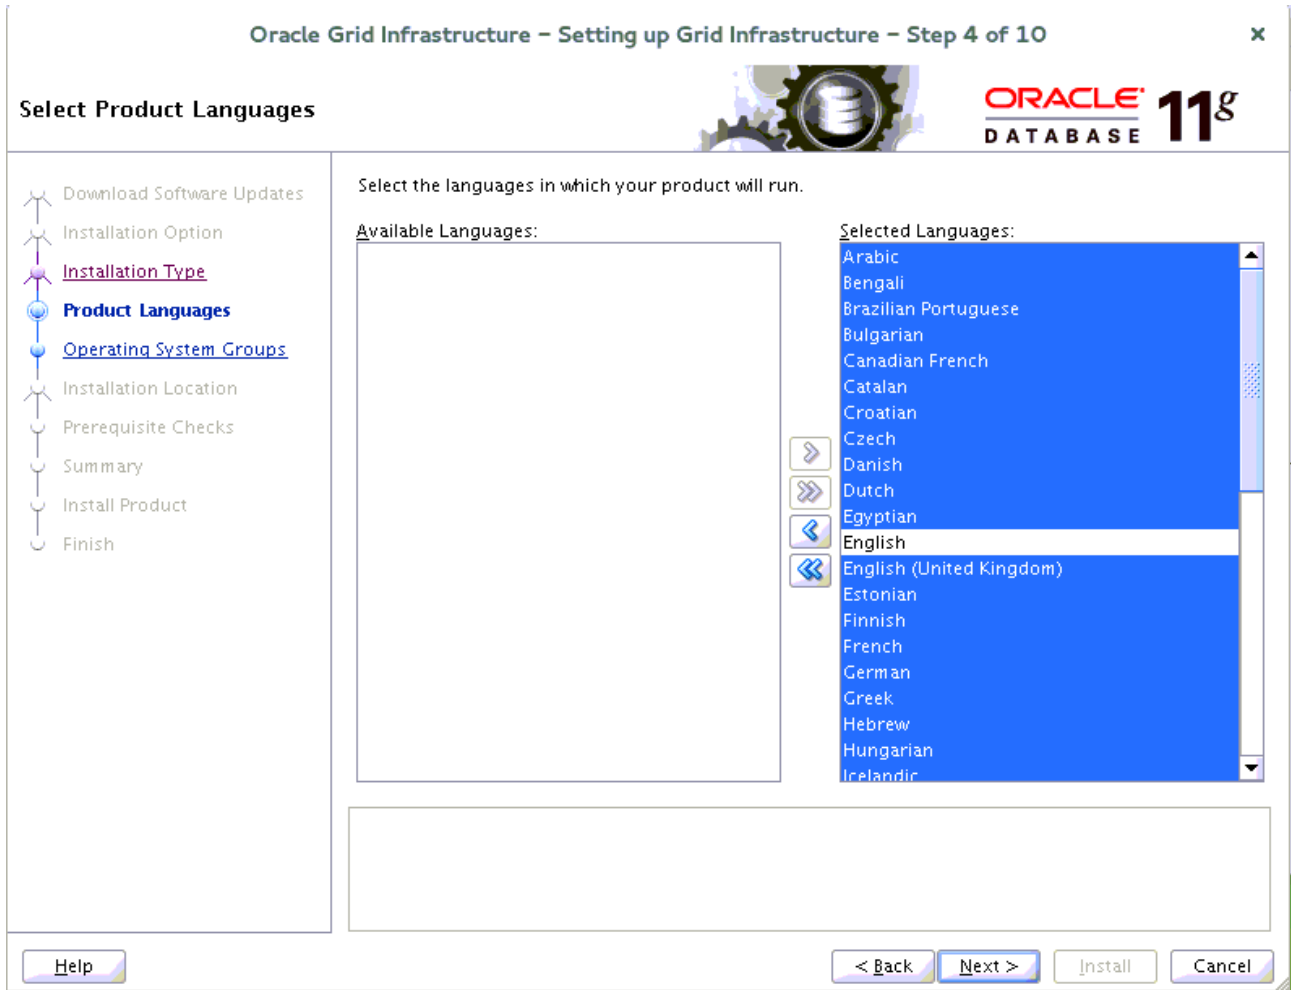 Oracle Grid Infrastructure – Setting up Grid Infrastructure – Step 4 of 10
Select Product Languages
ORACLE
DATABASE 11g
Download Software Updates
Installation Option
Installation Type
Product Languages
Operating System Groups
Installation Location
Prerequisite Checks
Summary
Install Product
Finish
Select the languages in which your product will run.
Available Languages:
Selected Languages:
Arabic
Bengali
Brazilian Portuguese
Bulgarian
Canadian French
Catalan
Croatian
Czech
Danish
Dutch
Egyptian
English
English (United Kingdom)
Estonian
Finnish
French
German
Greek
Hebrew
Hungarian
Icelandic
Help
< Back
Next >
Install
Cancel